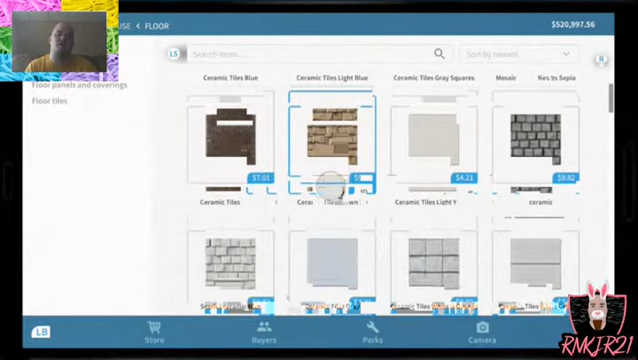 USE < FLOOR
$520,997.56
LS
Search items...
Sort by newest
R
Floor panels and coverings
Floor tiles
Ceramic Tiles Blue
Ceramic Tiles Light Blue
Ceramic Tiles Gray Squares
Mosaic
to Sepia
$7.01
$4.21
$9.82
Ceramic Tiles
Ceramic Tiles Light Y
ceramic
LB
Store
Buyers
Perks
Camera
RNKJR21